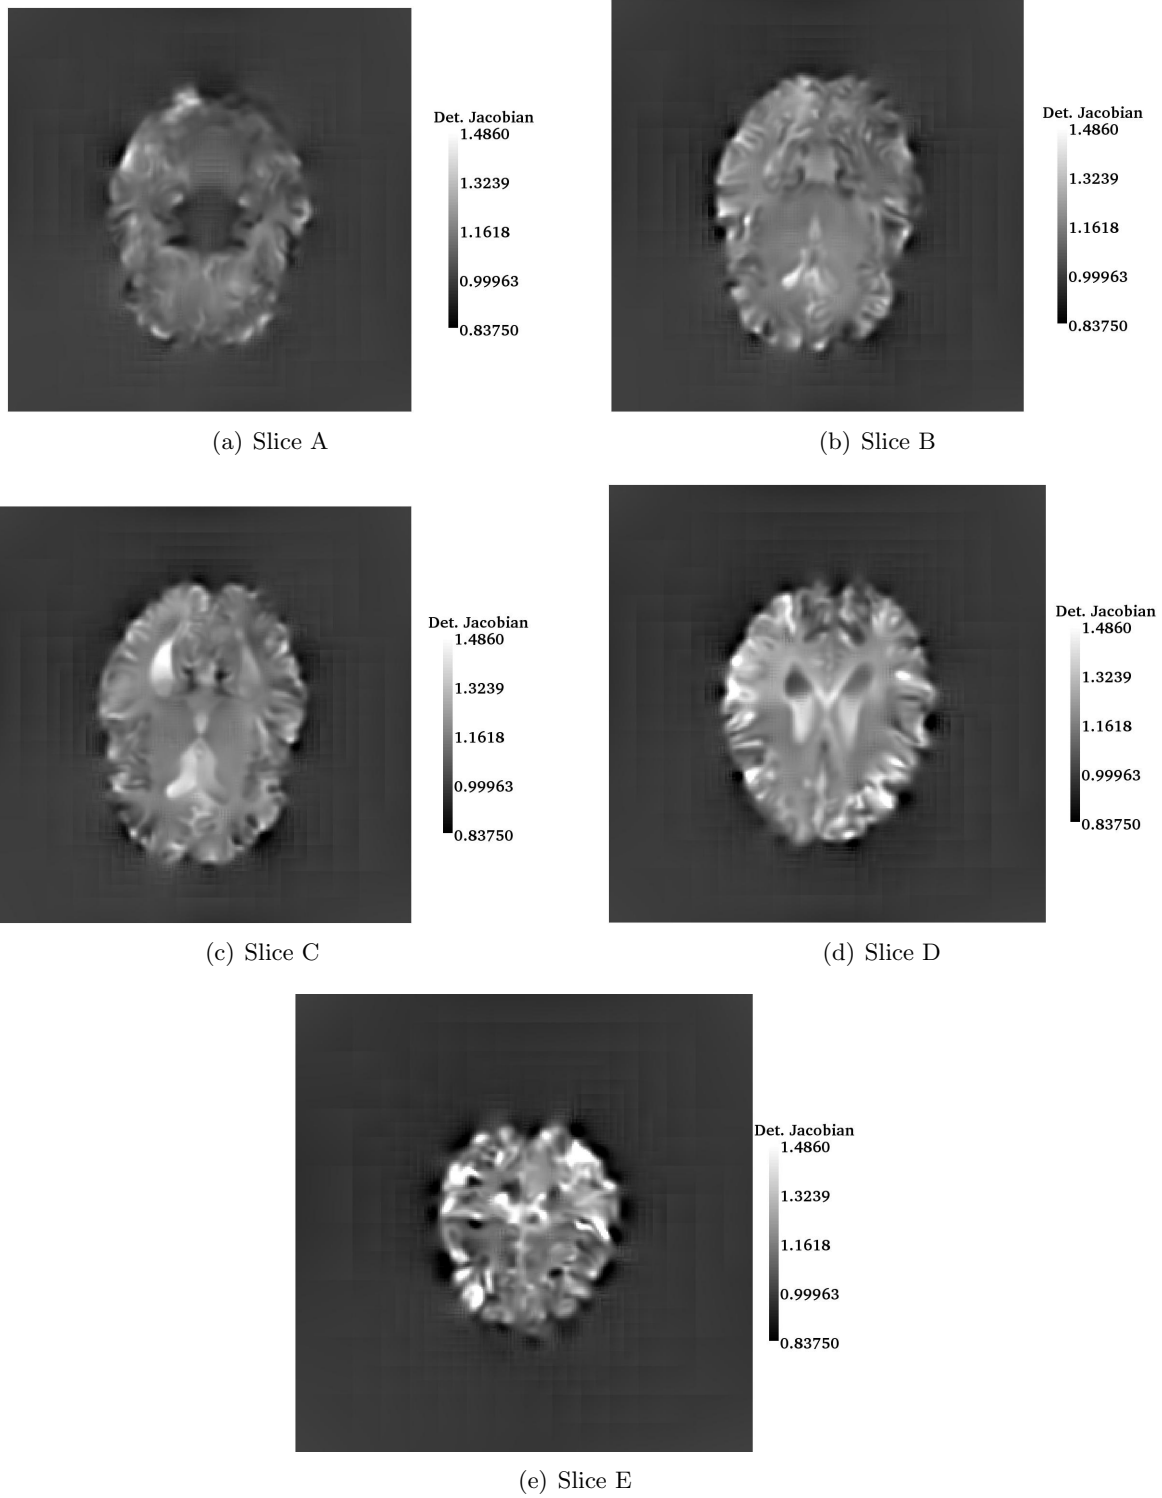 Det. Jacobian
1.4860
1.3239
1.1618
0.99963
0.83750
(a) Slice A
Det. Jacobian
1.4860
1.3239
1.1618
0.99963
0.83750
(b) Slice B
Det. Jacobian
1.4860
1.3239
1.1618
0.99963
0.83750
(c) Slice C
Det. Jacobian
1.4860
1.3239
1.1618
0.99963
0.83750
(d) Slice D
Det. Jacobian
1.4860
1.3239
1.1618
0.99963
0.83750
(e) Slice E